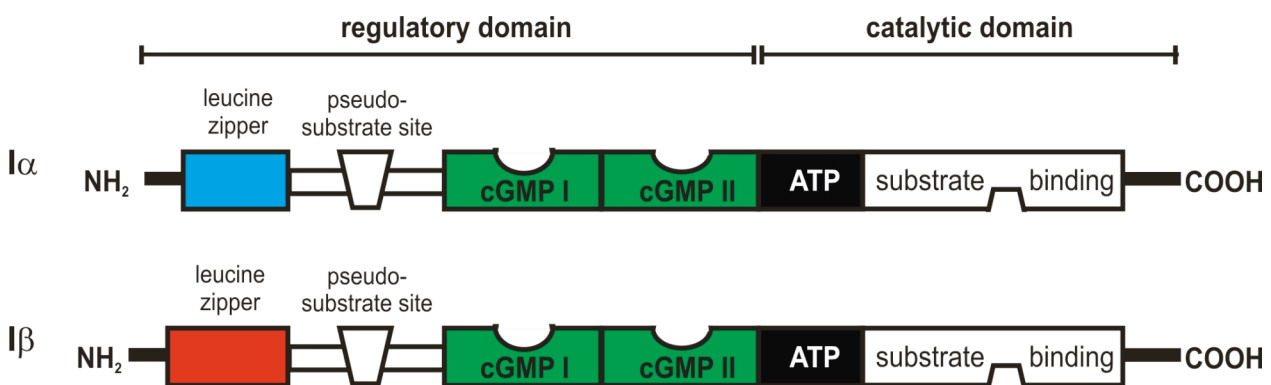 regulatory domain catalytic domain
leucine zipper pseudo-substrate site
Iα NH₂ cGMP I cGMP II ATP substrate binding COOH
leucine zipper pseudo-substrate site
Iβ NH₂ cGMP I cGMP II ATP substrate binding COOH